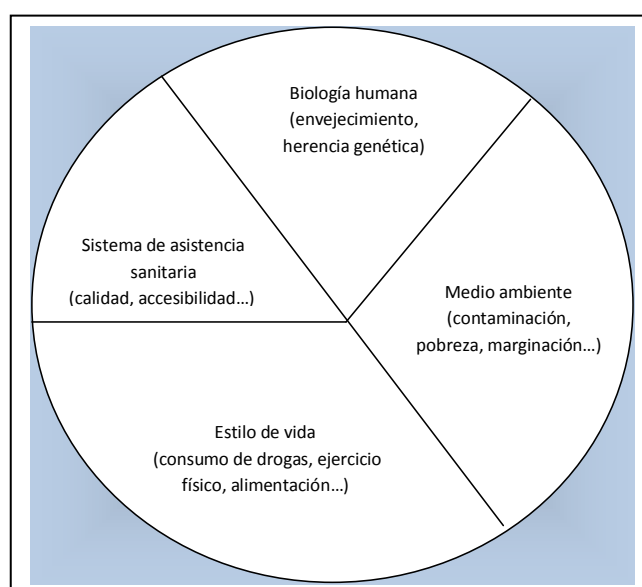 Biología humana
(envejecimiento,
herencia genética)
Sistema de asistencia
sanitaria
(calidad, accesibilidad…)
Medio ambiente
(contaminación,
pobreza, marginación…)
Estilo de vida
(consumo de drogas, ejercicio
físico, alimentación…)